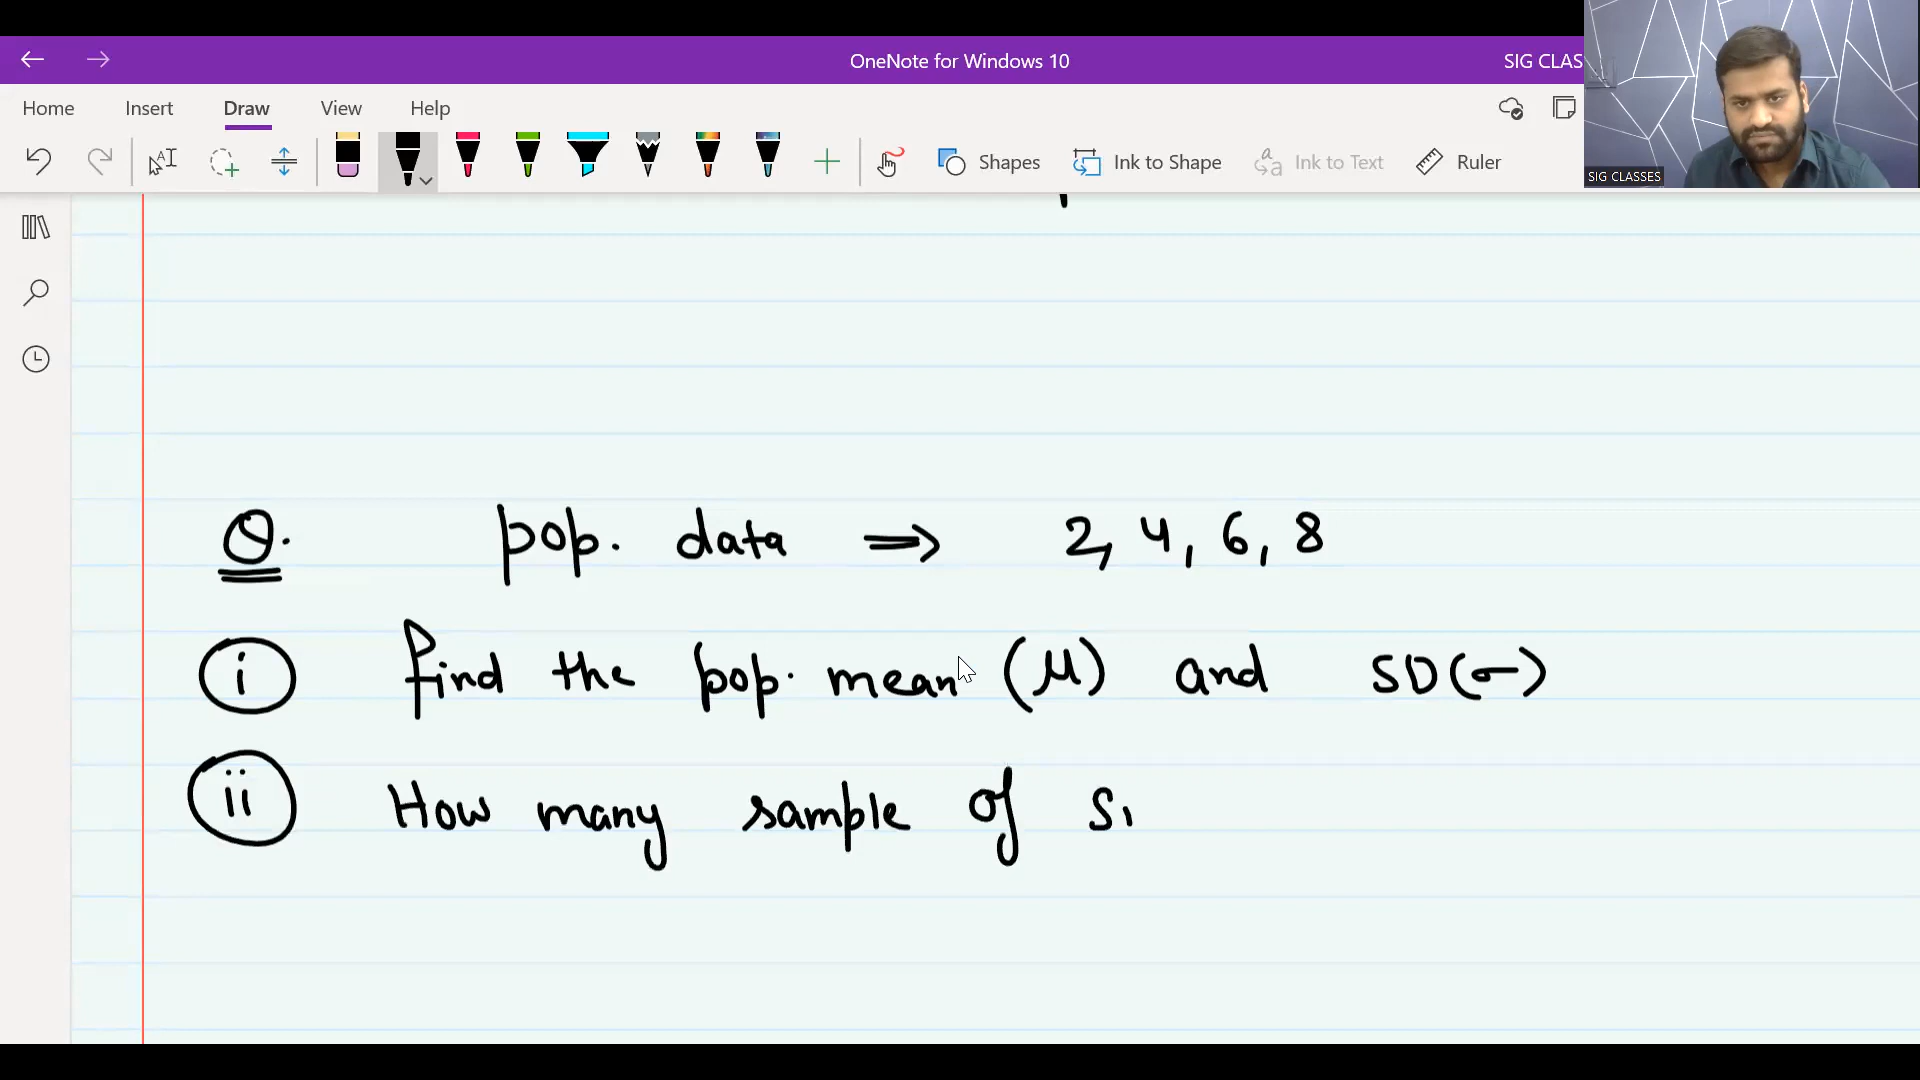 OneNote for Windows 10
SIG CLAS
Home Insert Draw View Help
Shapes Ink to Shape Ink to Text Ruler
SIG CLASSES
Q. pop. data ⇒ 2, 4, 6, 8
i find the pop. mean (μ) and SD(σ)
ii How many sample of